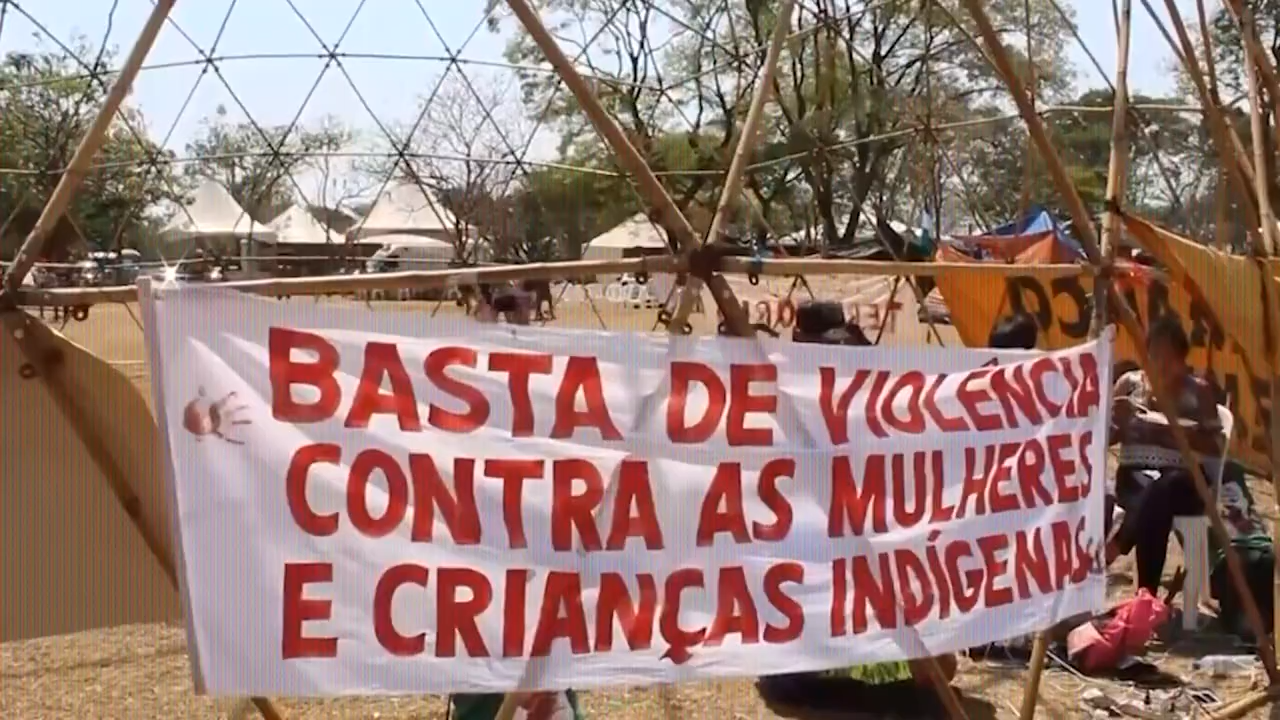 BASTA DE VIOLÊNCIA
CONTRA AS MULHERES
E CRIANÇAS INDÍGENAS